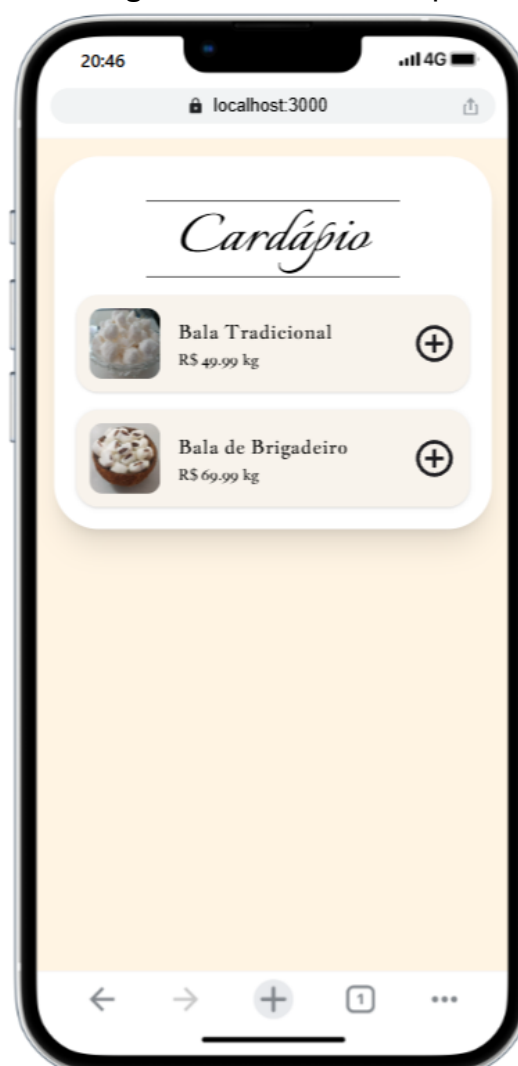 20:46 4G
localhost:3000
Cardápio
Bala Tradicional
R$ 49.99 kg
Bala de Brigadeiro
R$ 69.99 kg
1